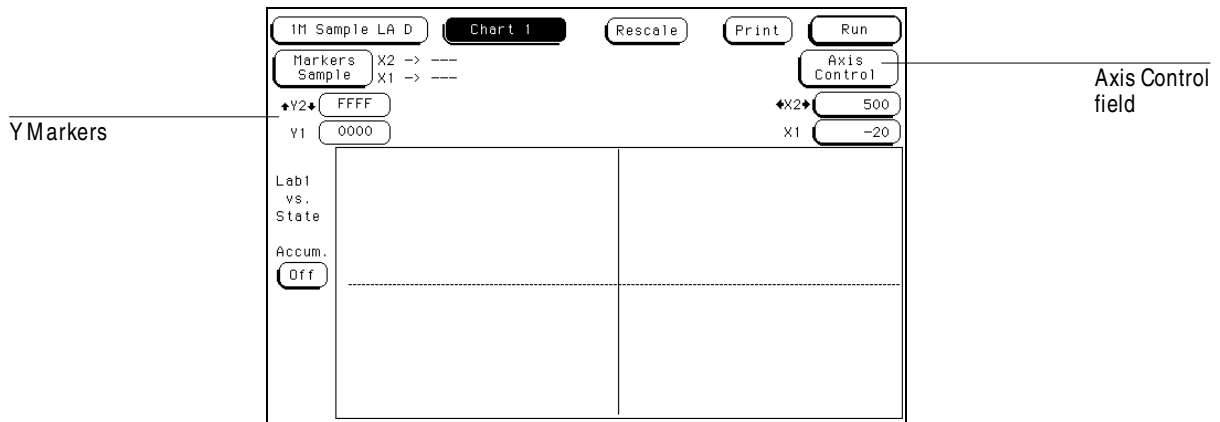 1M Sample LA D Chart 1 Rescale Print Run
Markers Sample X2 -> ---
X1 -> ---
Axis Control
Y2 FFFF X2 500
Y1 0000 X1 -20
Lab1
vs.
State
Accum.
Off
Y Markers
Axis Control
field